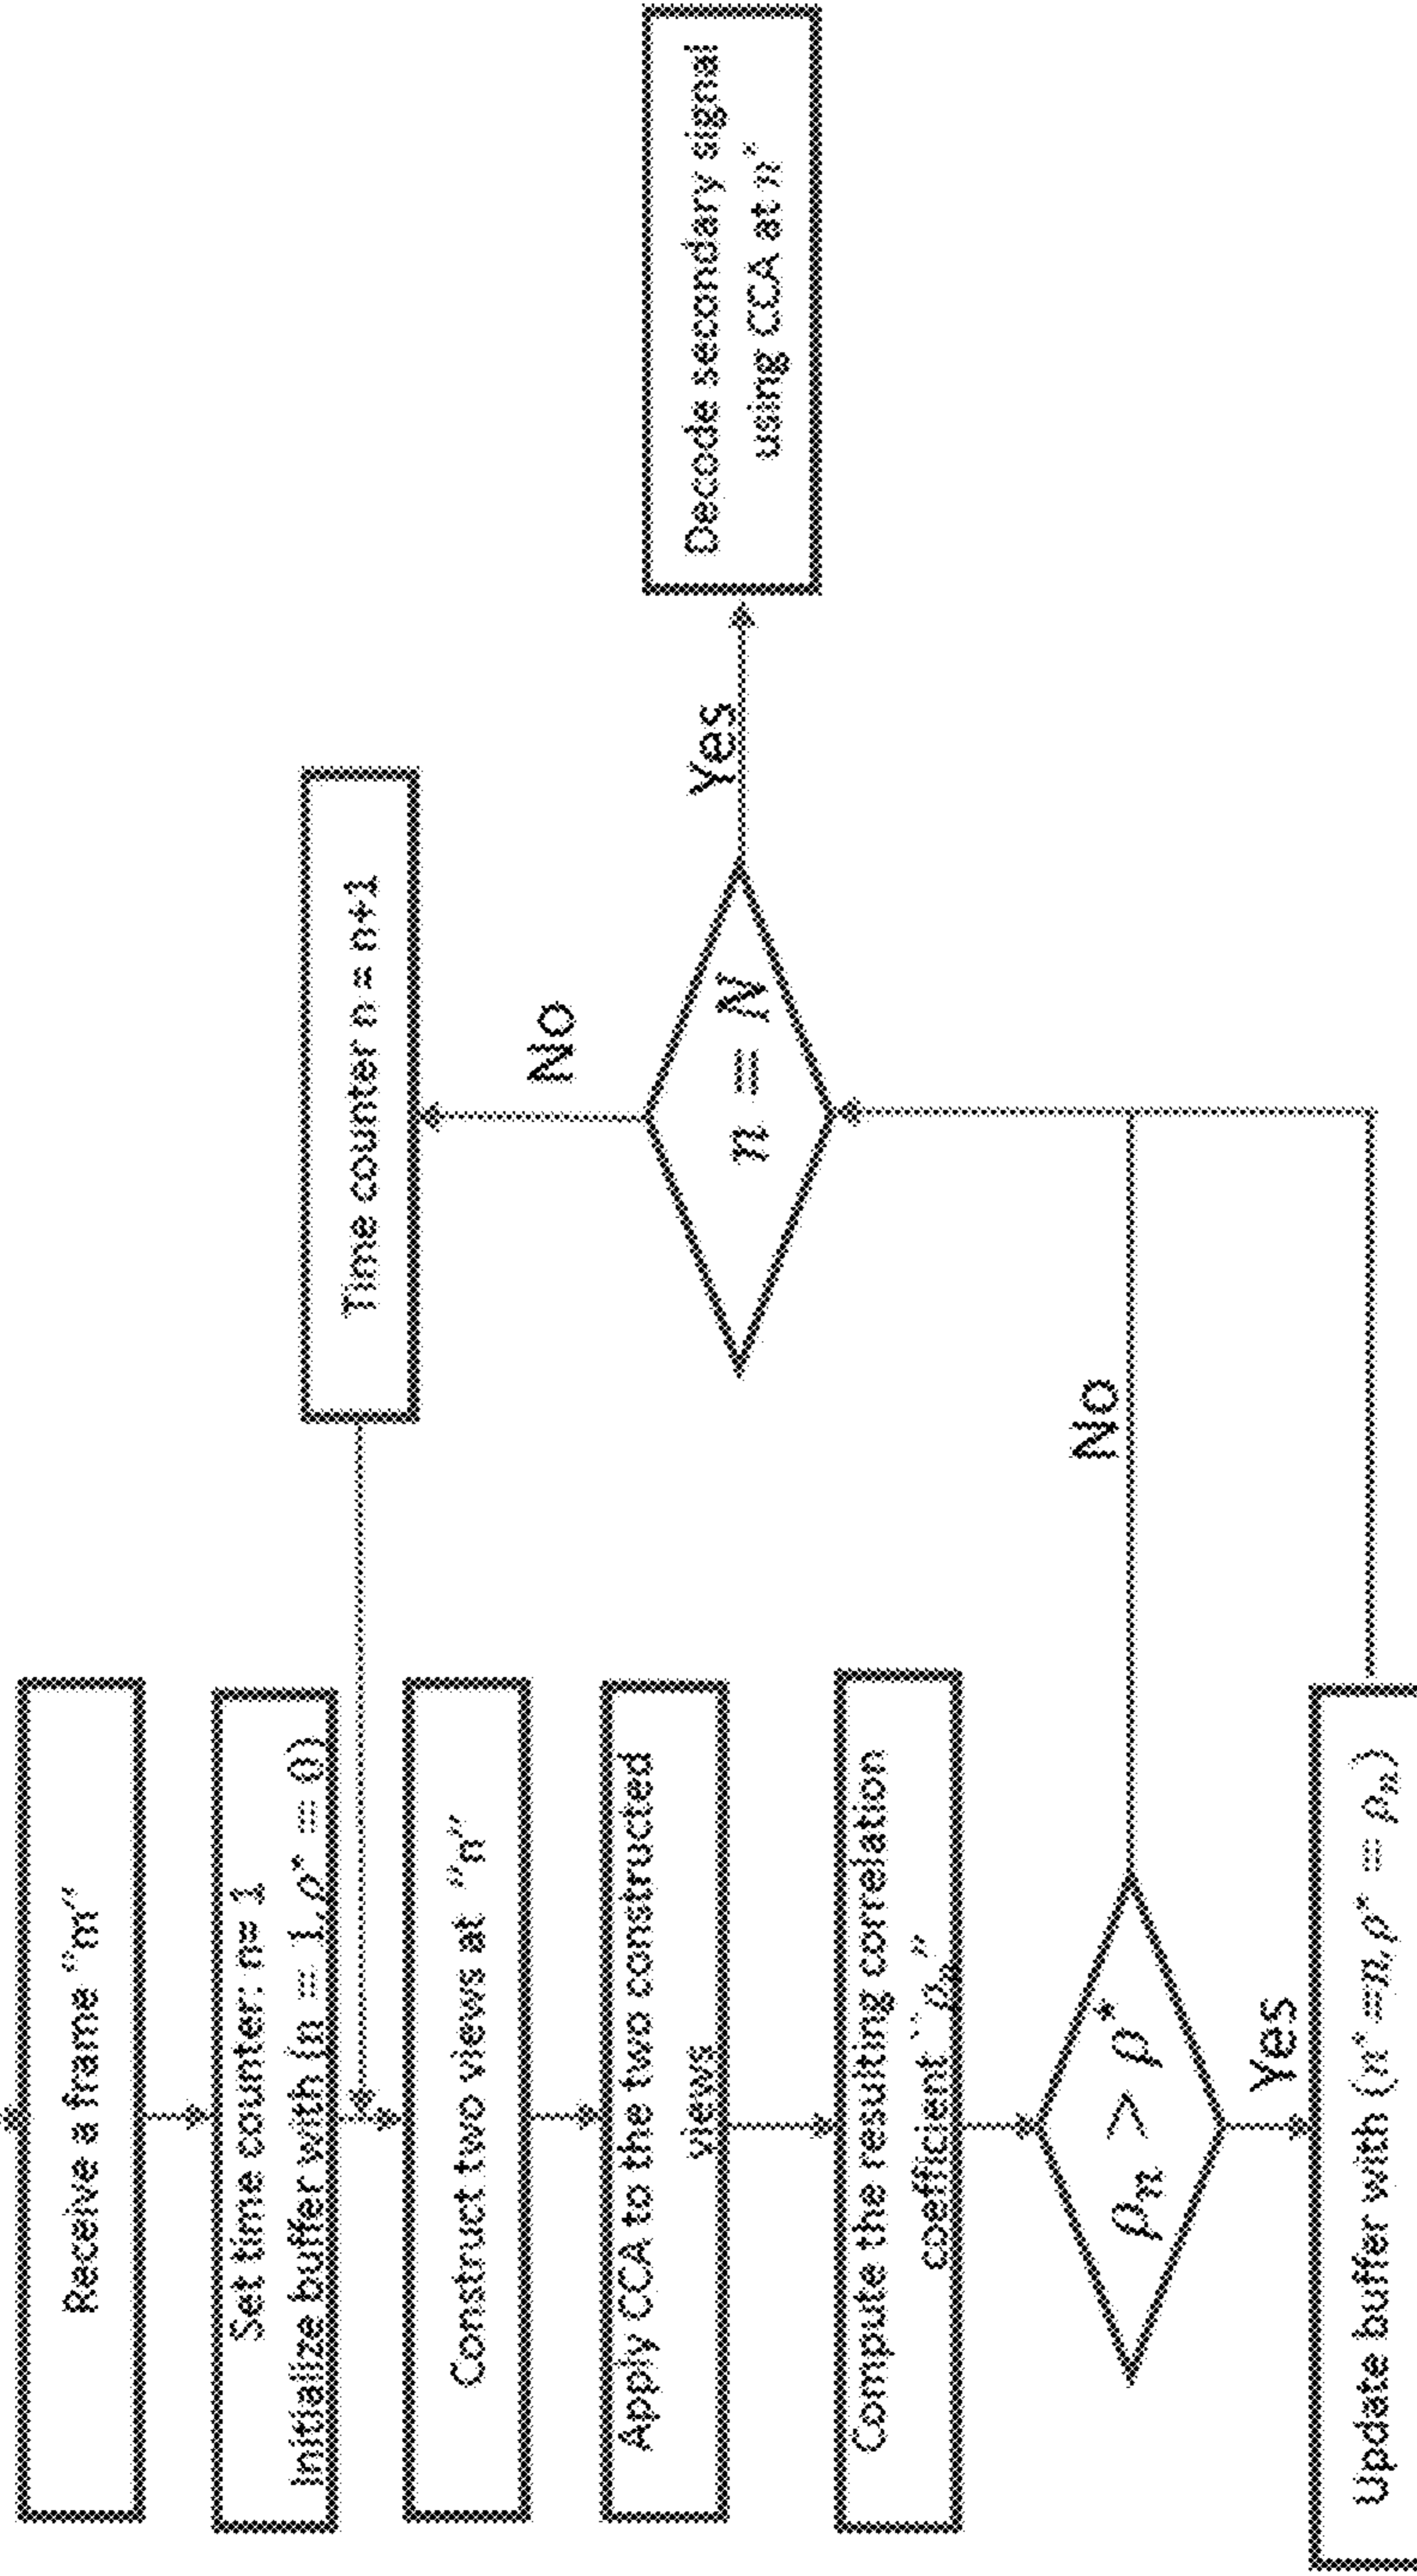 Receive a frame "m"
Set time counter: n= 1
Initialize buffer with (n = 1, ρ* = 0)
Construct two views at "n"
Apply CCA to the two constructed
views
Compute the resulting correlation
coefficient "ρₙ"
ρₙ > ρ*
Yes
Update buffer with (n* =n, ρ* = ρₙ)
No
n = N
No
Time counter n = n+1
Yes
Decode secondary signal
using CCA at n*